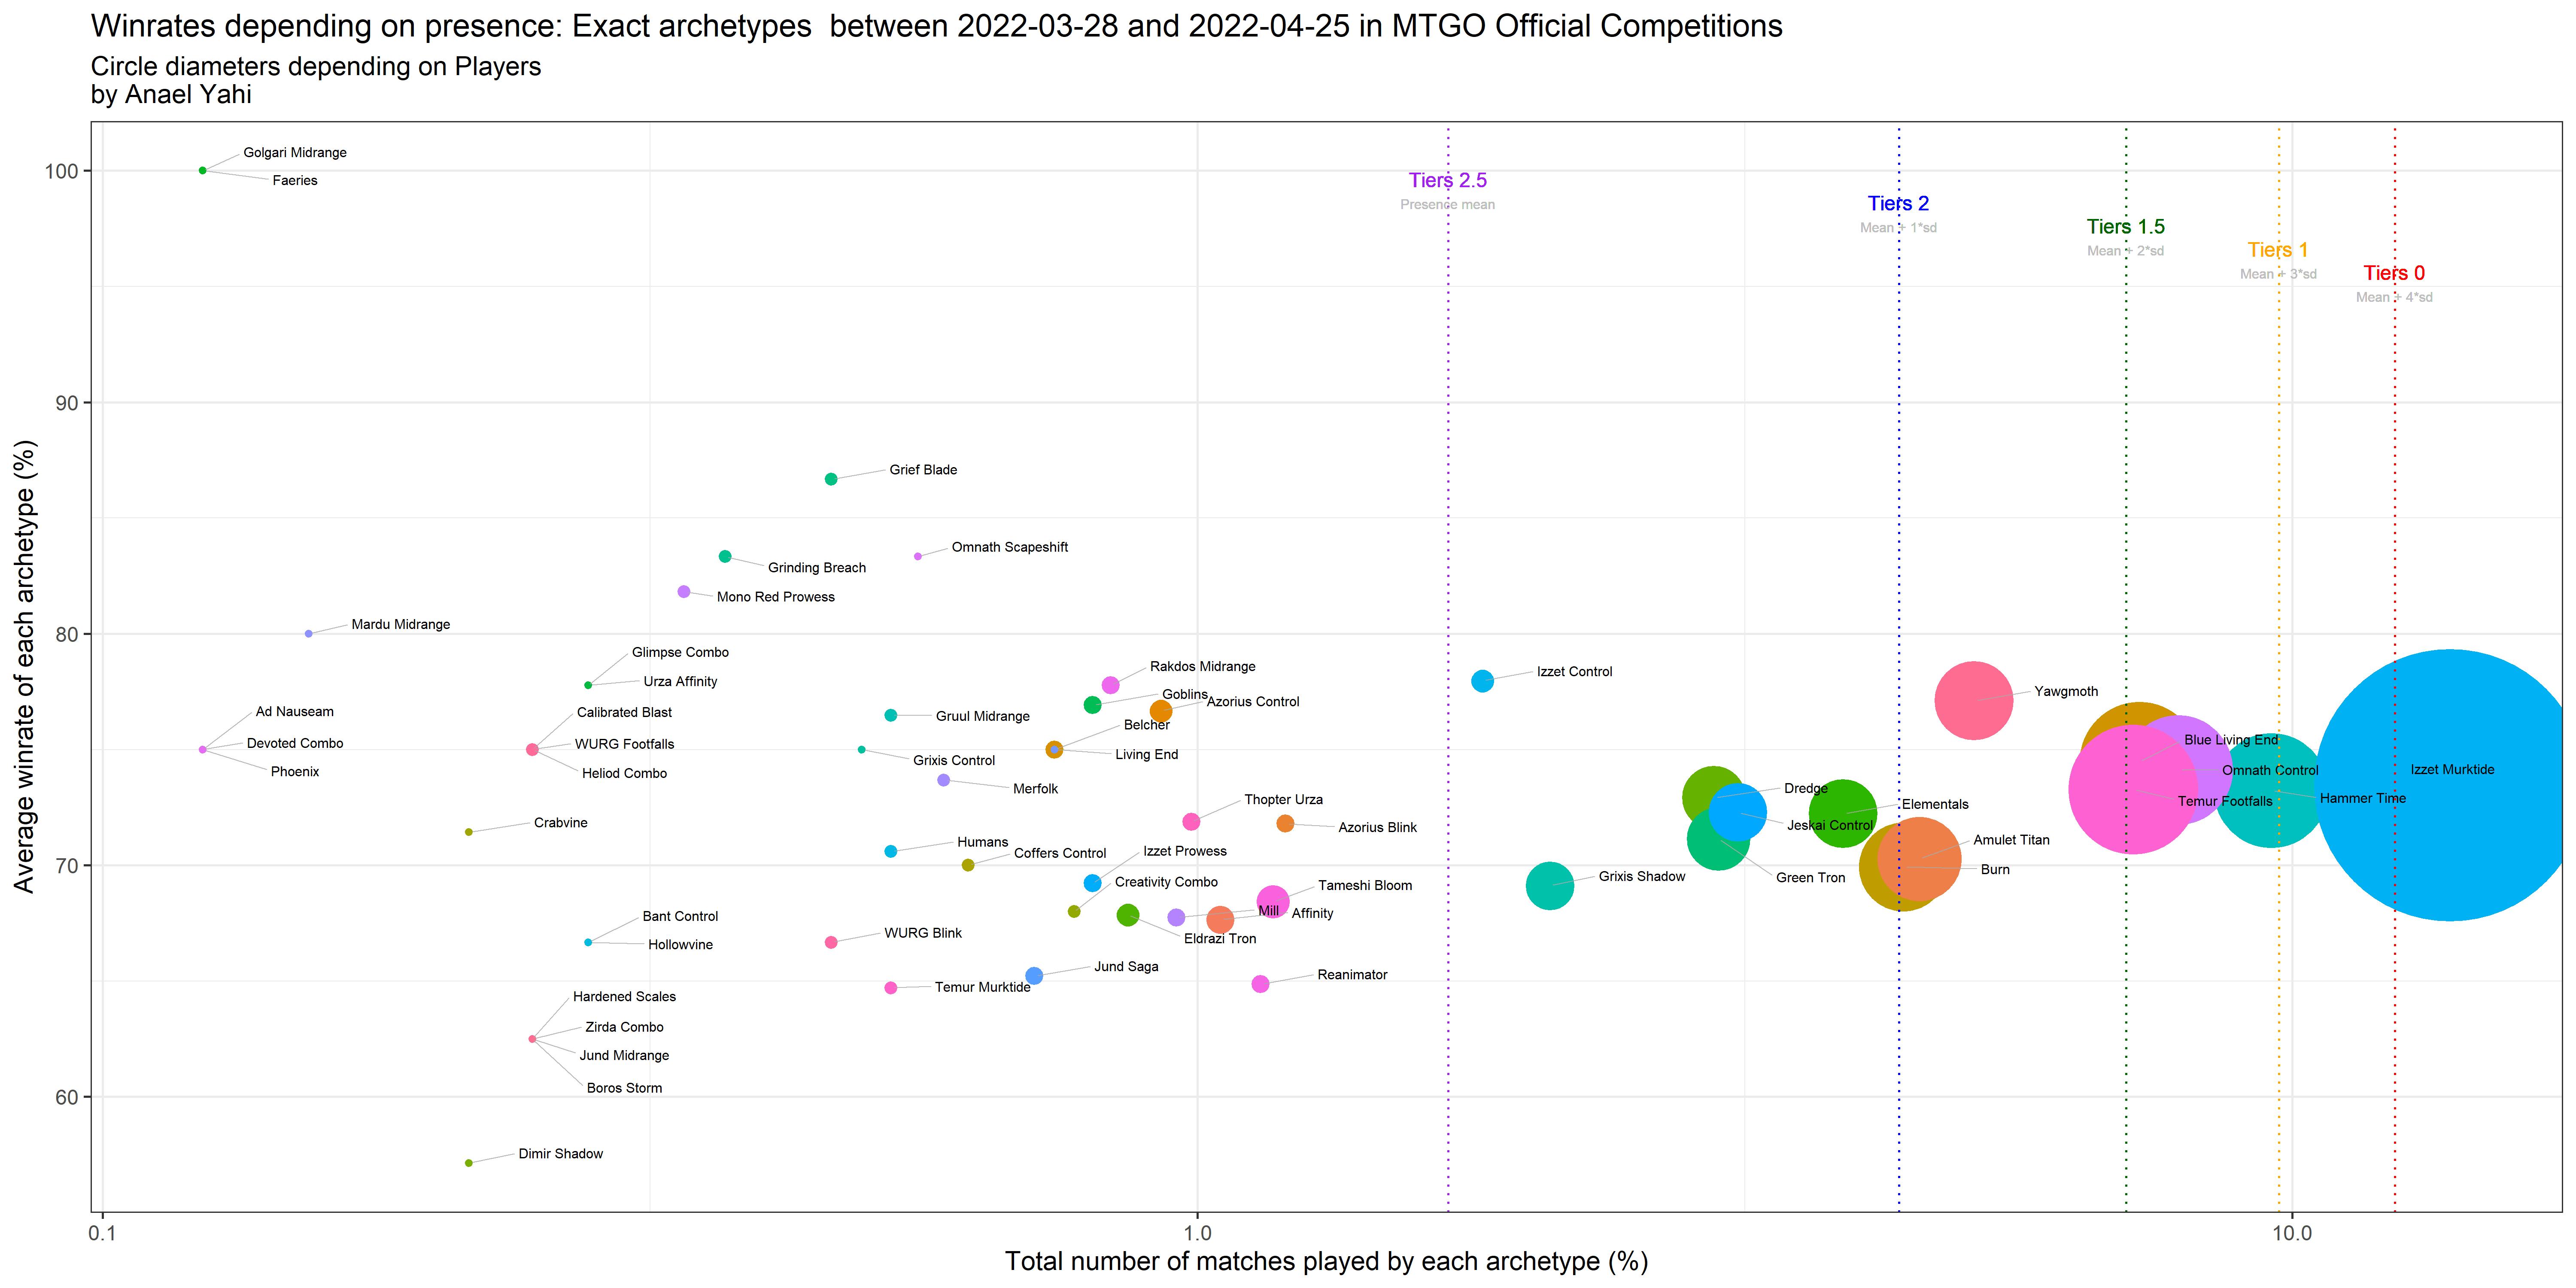 Winrates depending on presence: Exact archetypes  between 2022-03-28 and 2022-04-25 in MTGO Official Competitions
Circle diameters depending on Players
by Anael Yahi
Average winrate of each archetype (%)
100
90
80
70
60
Golgari Midrange
Faeries
Tiers 2.5
Presence mean
Tiers 2
Mean + 1*sd
Tiers 1.5
Mean + 2*sd
Tiers 1
Mean + 3*sd
Tiers 0
Mean + 4*sd
Grief Blade
Omnath Scapeshift
Grinding Breach
Mono Red Prowess
Mardu Midrange
Glimpse Combo
Urza Affinity
Rakdos Midrange
Izzet Control
Goblins
Azorius Control
Yawgmoth
Ad Nauseam
Calibrated Blast
Gruul Midrange
Belcher
Devoted Combo
WURG Footfalls
Blue Living End
Living End
Grixis Control
Phoenix
Heliod Combo
Omnath Control
Izzet Murktide
Merfolk
Dredge
Hammer Time
Thopter Urza
Elementals
Temur Footfalls
Crabvine
Azorius Blink
Jeskai Control
Humans
Amulet Titan
Coffers Control
Izzet Prowess
Burn
Grixis Shadow
Green Tron
Creativity Combo
Tameshi Bloom
Mill
Affinity
Bant Control
Hollowvine
WURG Blink
Eldrazi Tron
Jund Saga
Reanimator
Temur Murktide
Hardened Scales
Zirda Combo
Jund Midrange
Boros Storm
Dimir Shadow
0.1
1.0
10.0
Total number of matches played by each archetype (%)